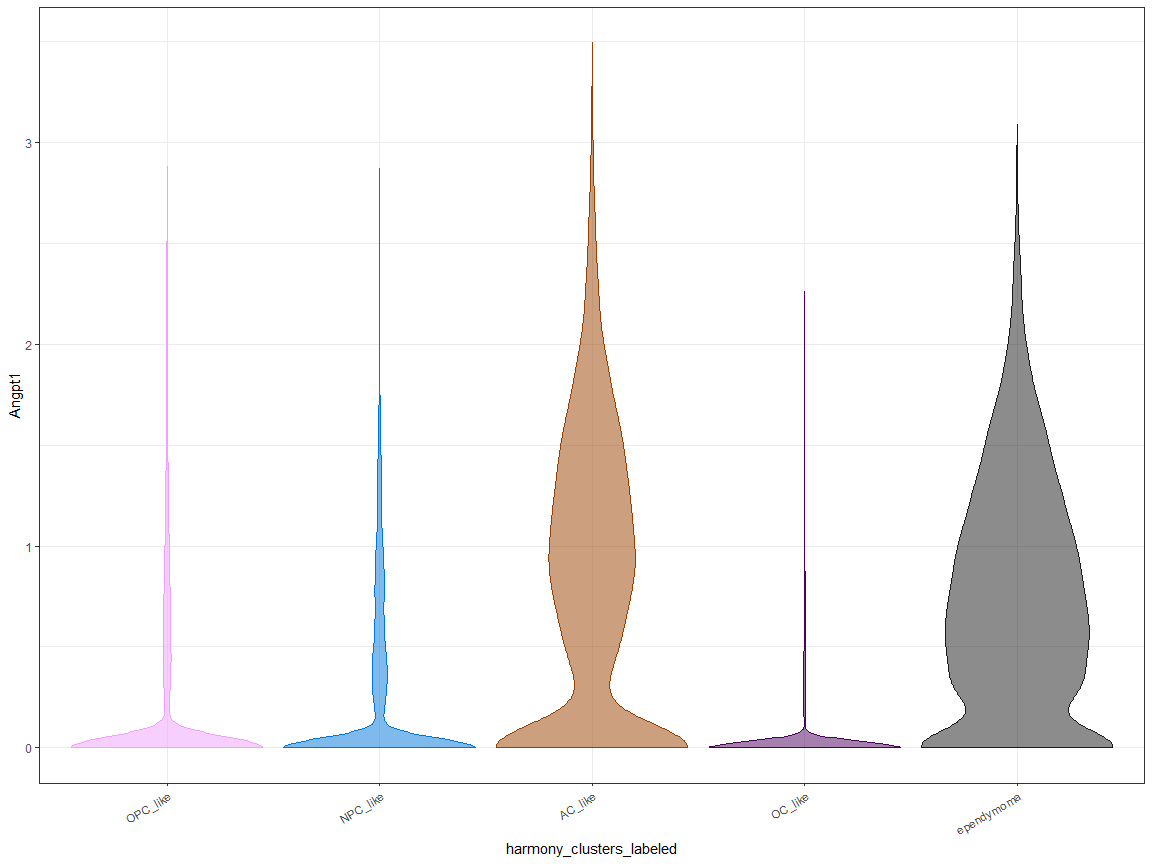 3
2
1
0
Angpt1
OPC_like
NPC_like
AC_like
OC_like
ependymoma
harmony_clusters_labeled